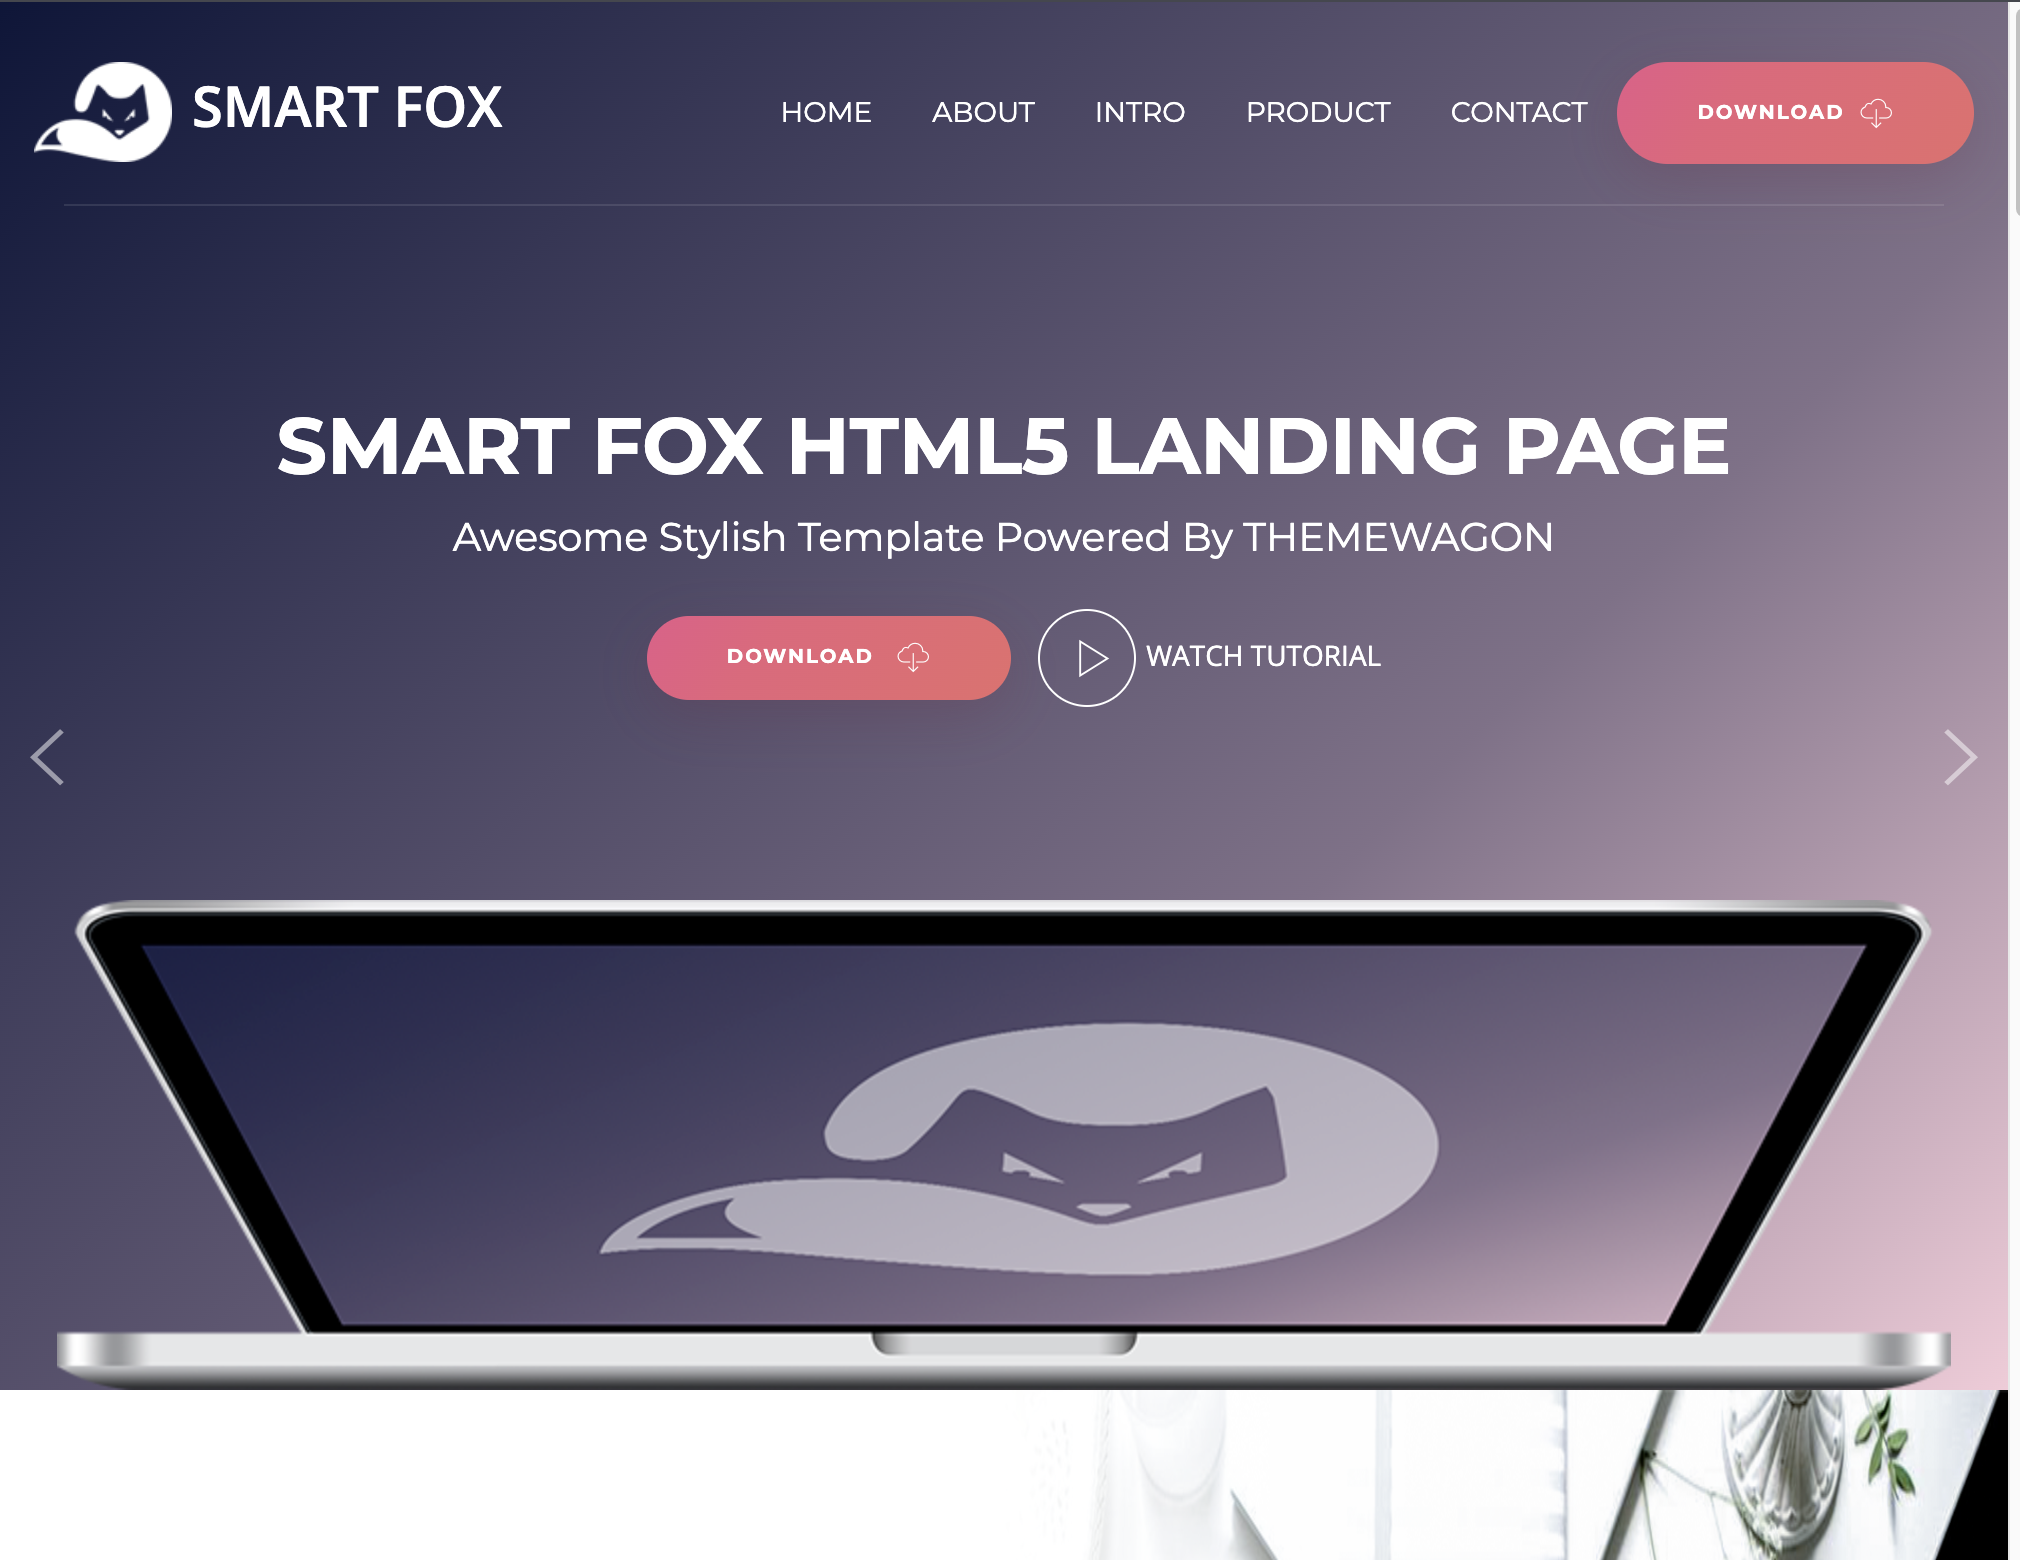 SMART FOX
HOME ABOUT INTRO PRODUCT CONTACT DOWNLOAD
SMART FOX HTML5 LANDING PAGE
Awesome Stylish Template Powered By THEMEWAGON
DOWNLOAD WATCH TUTORIAL